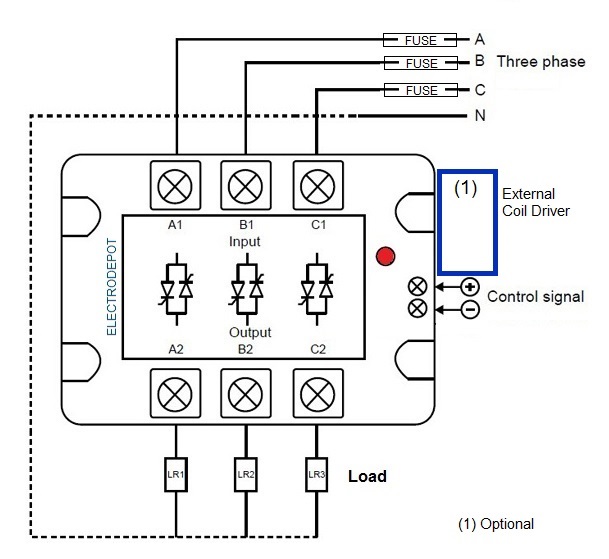 FUSE A
FUSE B Three phase
FUSE C
N
(1)
External
Coil Driver
A1 B1 C1
Input
ELECTRODEPOT
+
Control signal
−
Output
A2 B2 C2
LR1 LR2 LR3 Load
(1) Optional